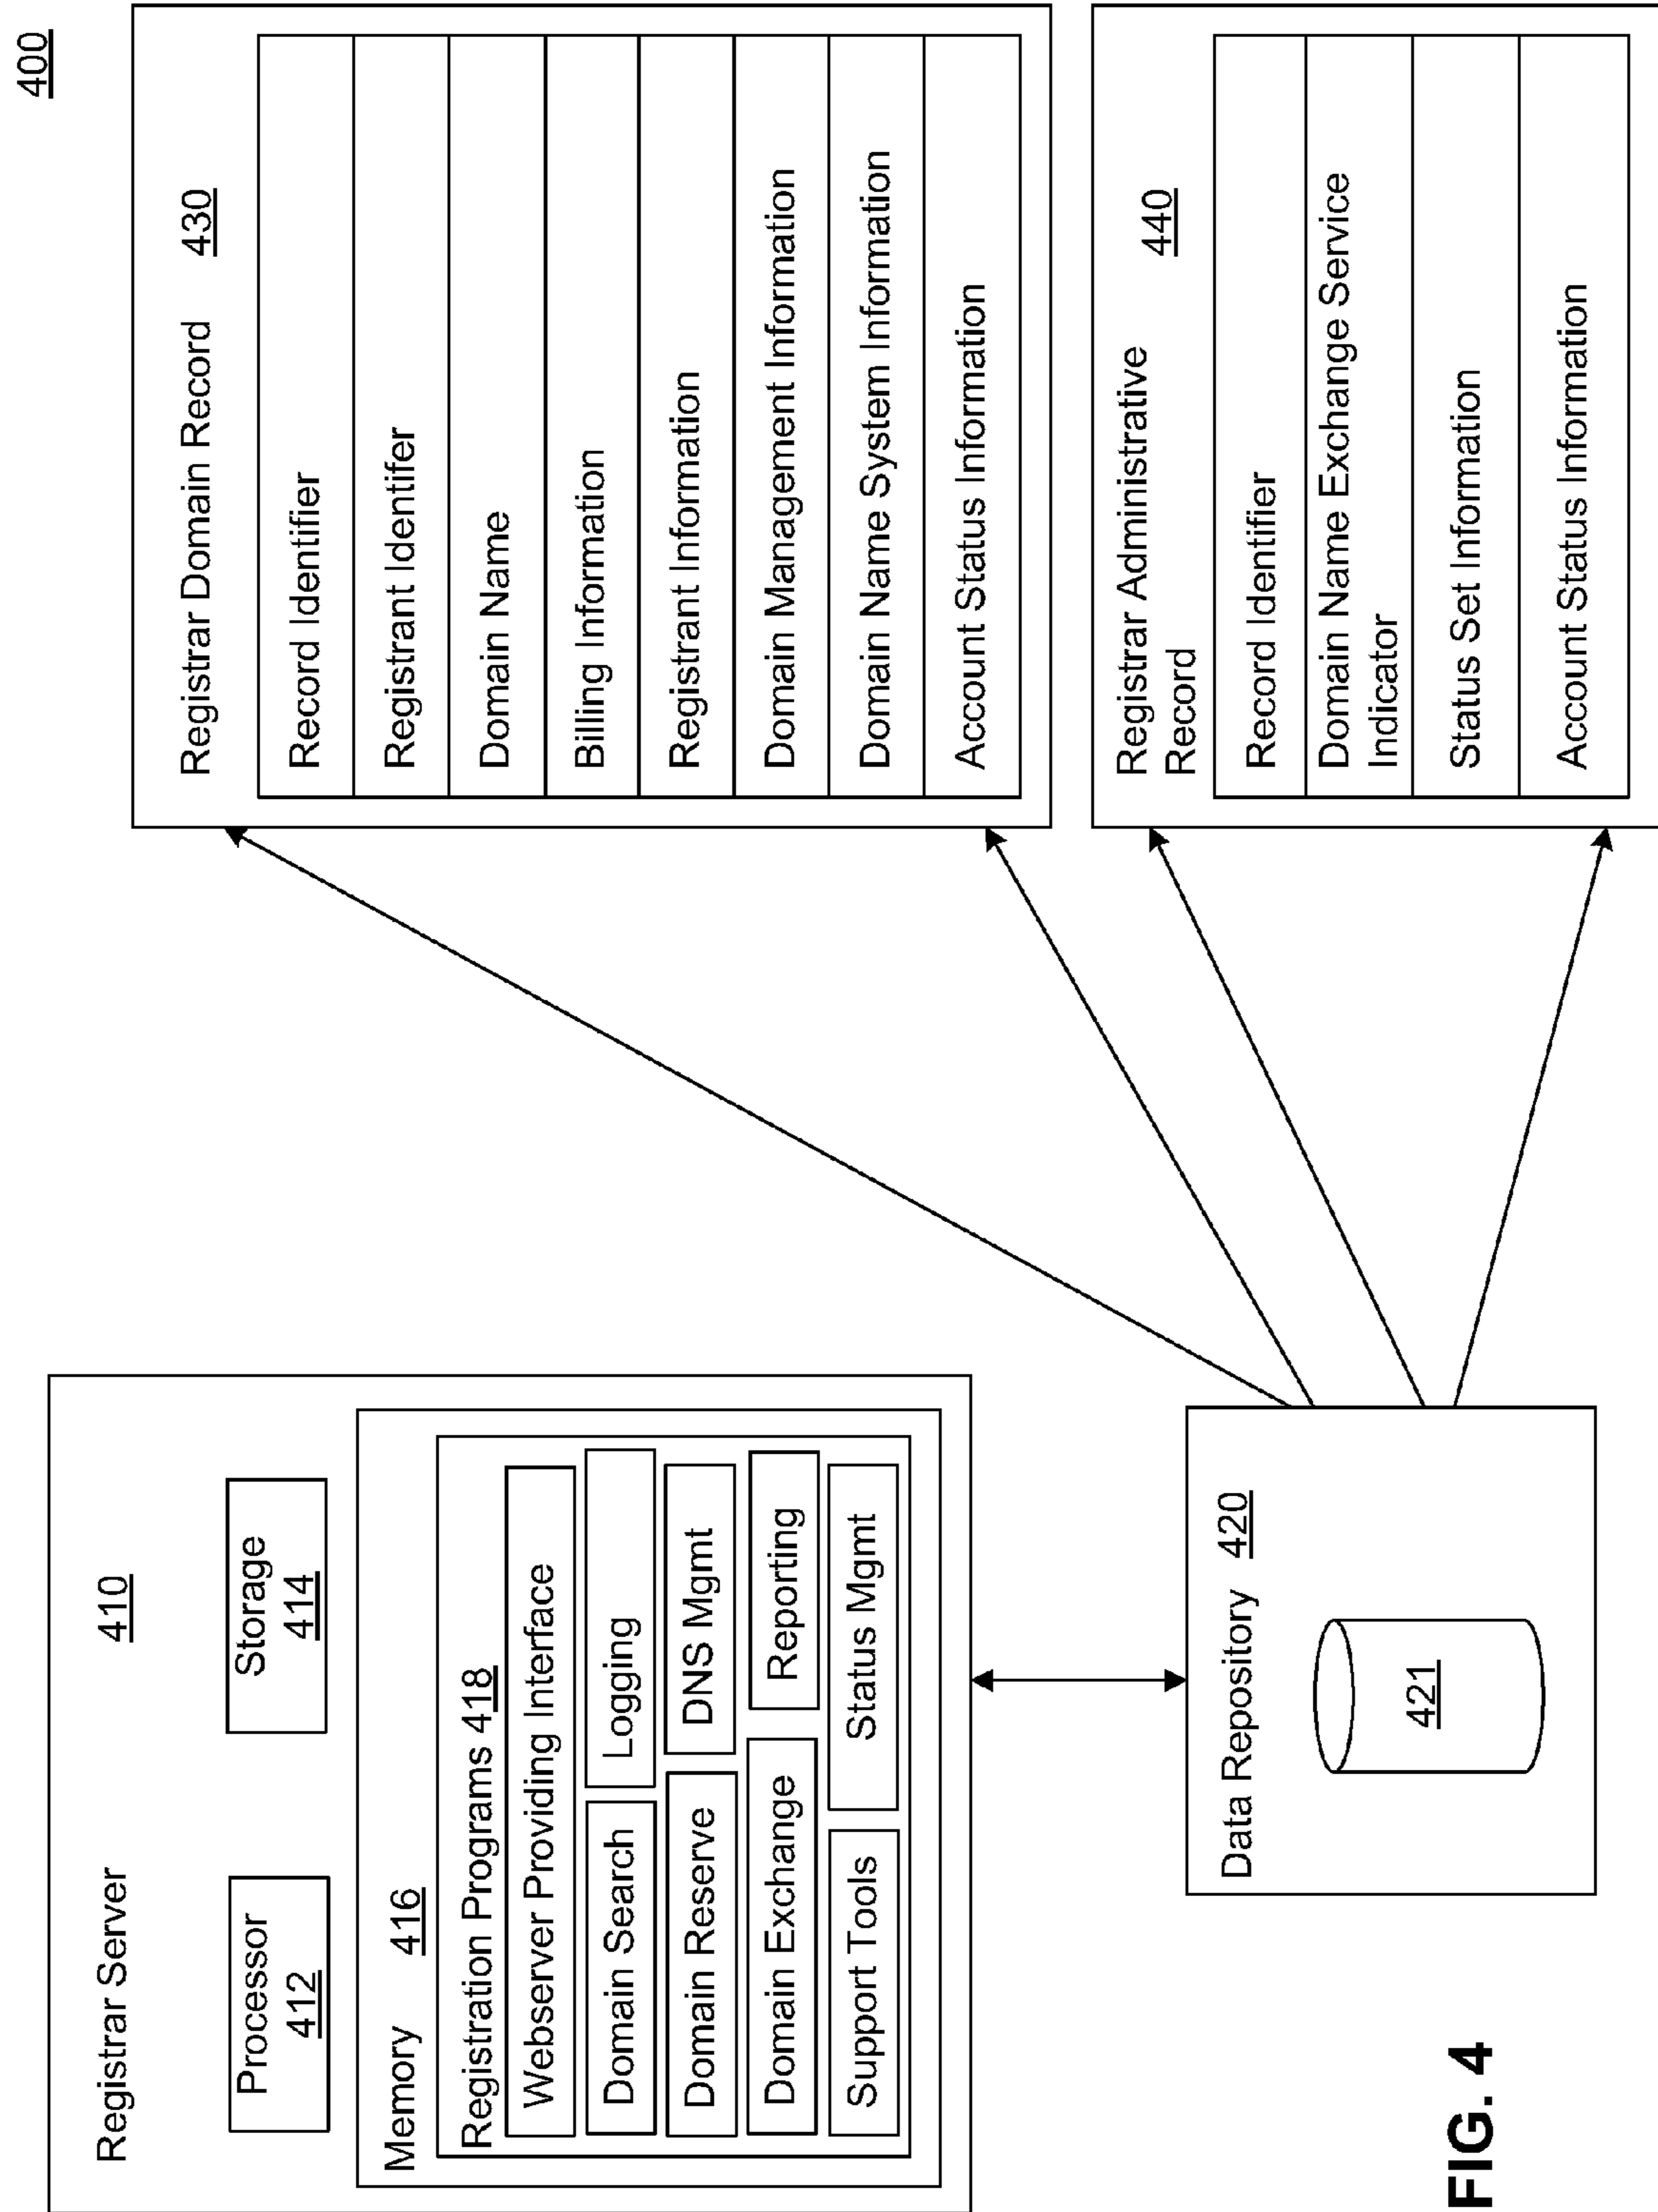 400
Registrar Server 410
Processor
412
Storage
414
Memory 416
Registration Programs 418
Webserver Providing Interface
Domain Search
Logging
Domain Reserve
DNS Mgmt
Domain Exchange
Reporting
Support Tools
Status Mgmt
Data Repository 420
421
Registrar Domain Record 430
Record Identifier
Registrant Identifer
Domain Name
Billing Information
Registrant Information
Domain Management Information
Domain Name System Information
Account Status Information
Registrar Administrative
Record 440
Record Identifier
Domain Name Exchange Service
Indicator
Status Set Information
Account Status Information
FIG. 4